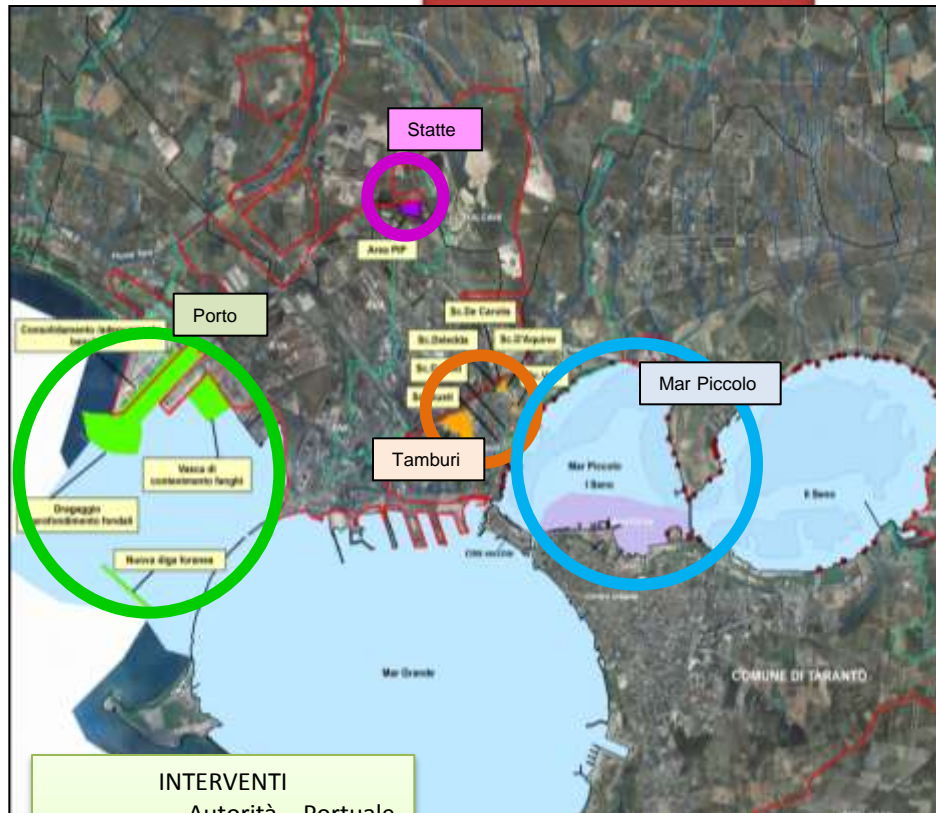 Statte
Area PIP
Porto
Sc.De Carolis
Sc.Deledda
Sc.D'Aquino
Mar Piccolo
Tamburi
Mar Piccolo
I Seno
II Seno
Vasca di
contenimento fanghi
Dragaggio
approfondimento fondali
Nuova diga foranea
Mar Grande
COMUNE DI TARANTO
INTERVENTI
Autorità Portuale